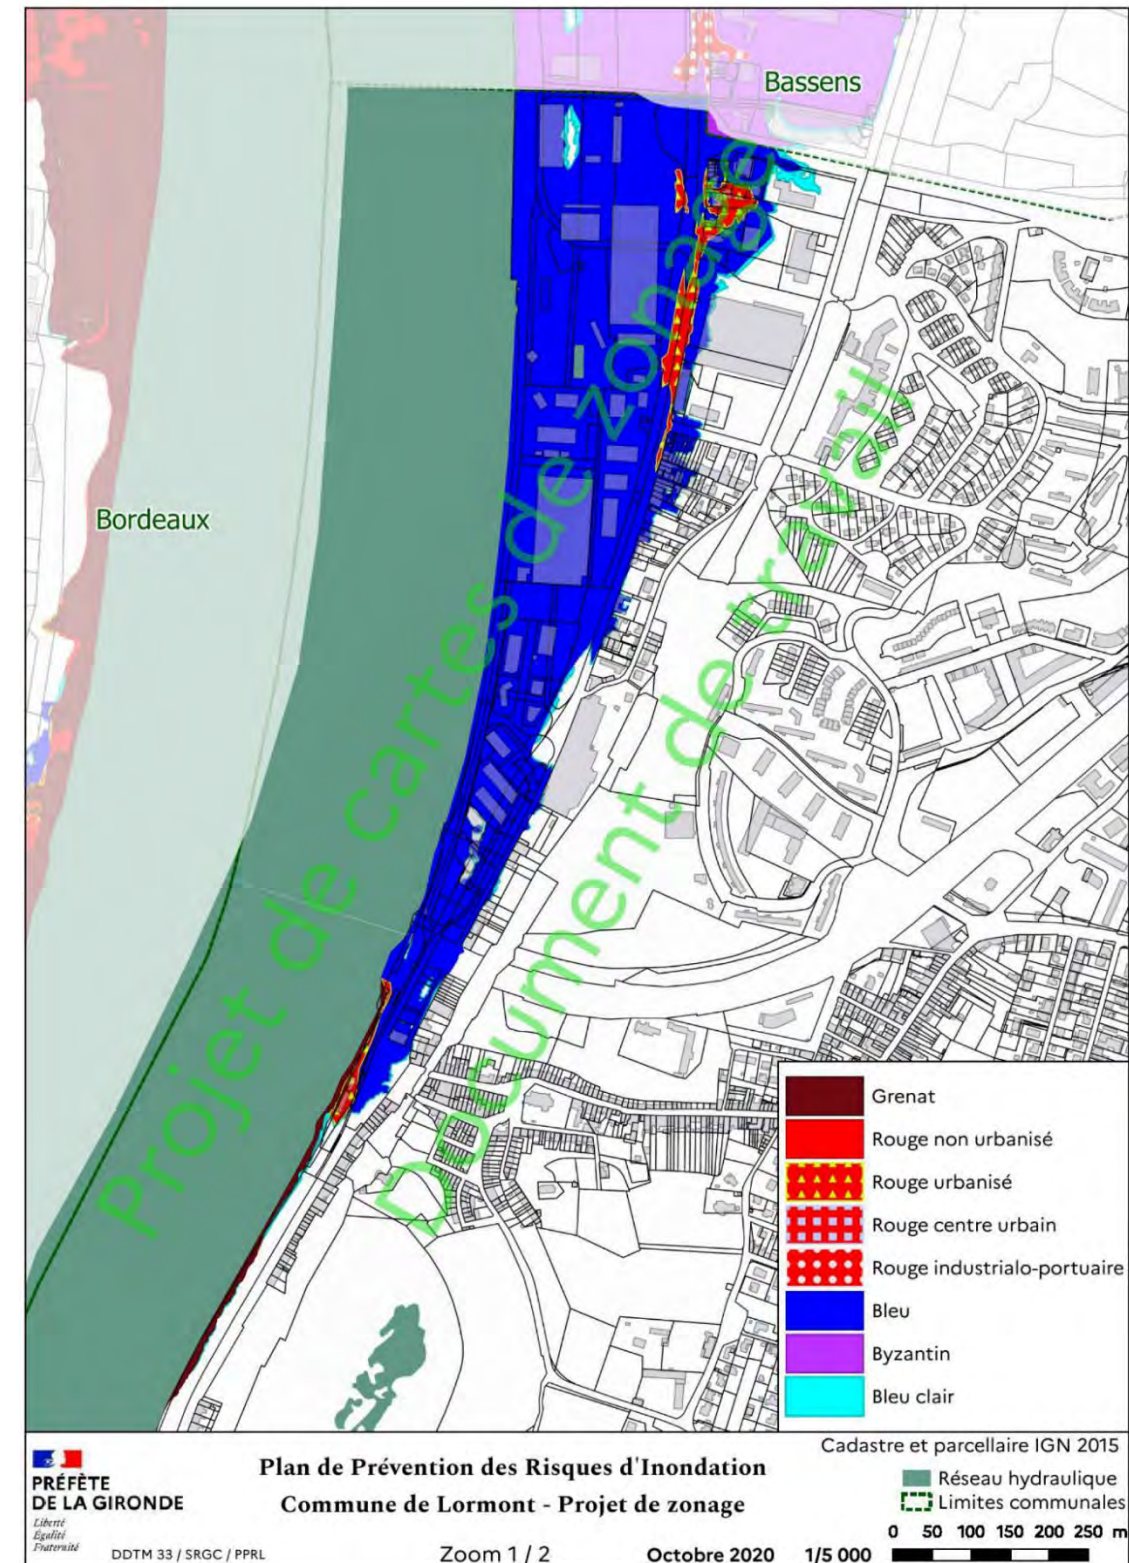 Bassens
Bordeaux
Projet de cartes de zonage
Document de travail
Grenat
Rouge non urbanisé
Rouge urbanisé
Rouge centre urbain
Rouge industrialo-portuaire
Bleu
Byzantin
Bleu clair
Cadastre et parcellaire IGN 2015
Réseau hydraulique
Limites communales
0 50 100 150 200 250 m
PRÉFÈTE
DE LA GIRONDE
Liberté
Égalité
Fraternité
DDTM 33 / SRGC / PPRL
Plan de Prévention des Risques d'Inondation
Commune de Lormont - Projet de zonage
Zoom 1 / 2
Octobre 2020
1/5 000